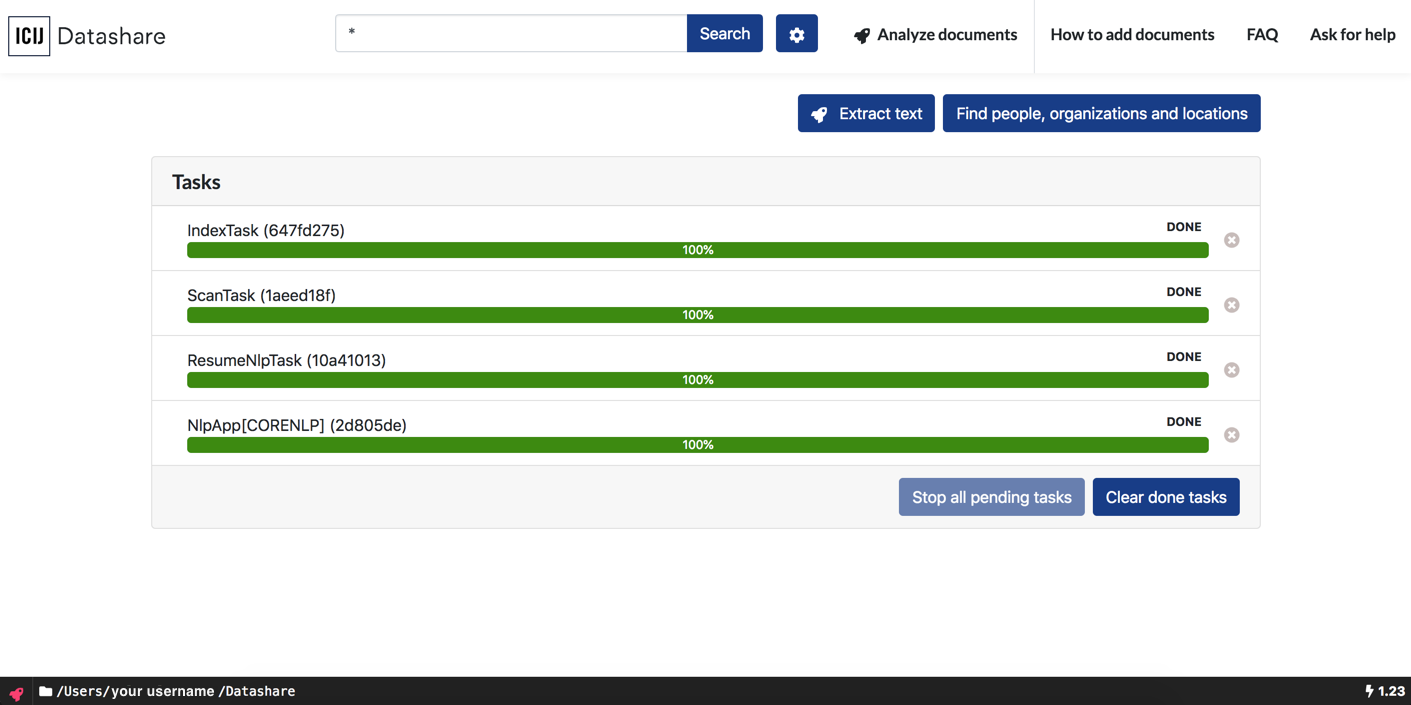 ICIJ Datashare
*
Search
Analyze documents
How to add documents
FAQ
Ask for help
Extract text
Find people, organizations and locations
Tasks
IndexTask (647fd275)
DONE
100%
ScanTask (1aeed18f)
DONE
100%
ResumeNlpTask (10a41013)
DONE
100%
NlpApp[CORENLP] (2d805de)
DONE
100%
Stop all pending tasks
Clear done tasks
/Users/your username /Datashare
1.23